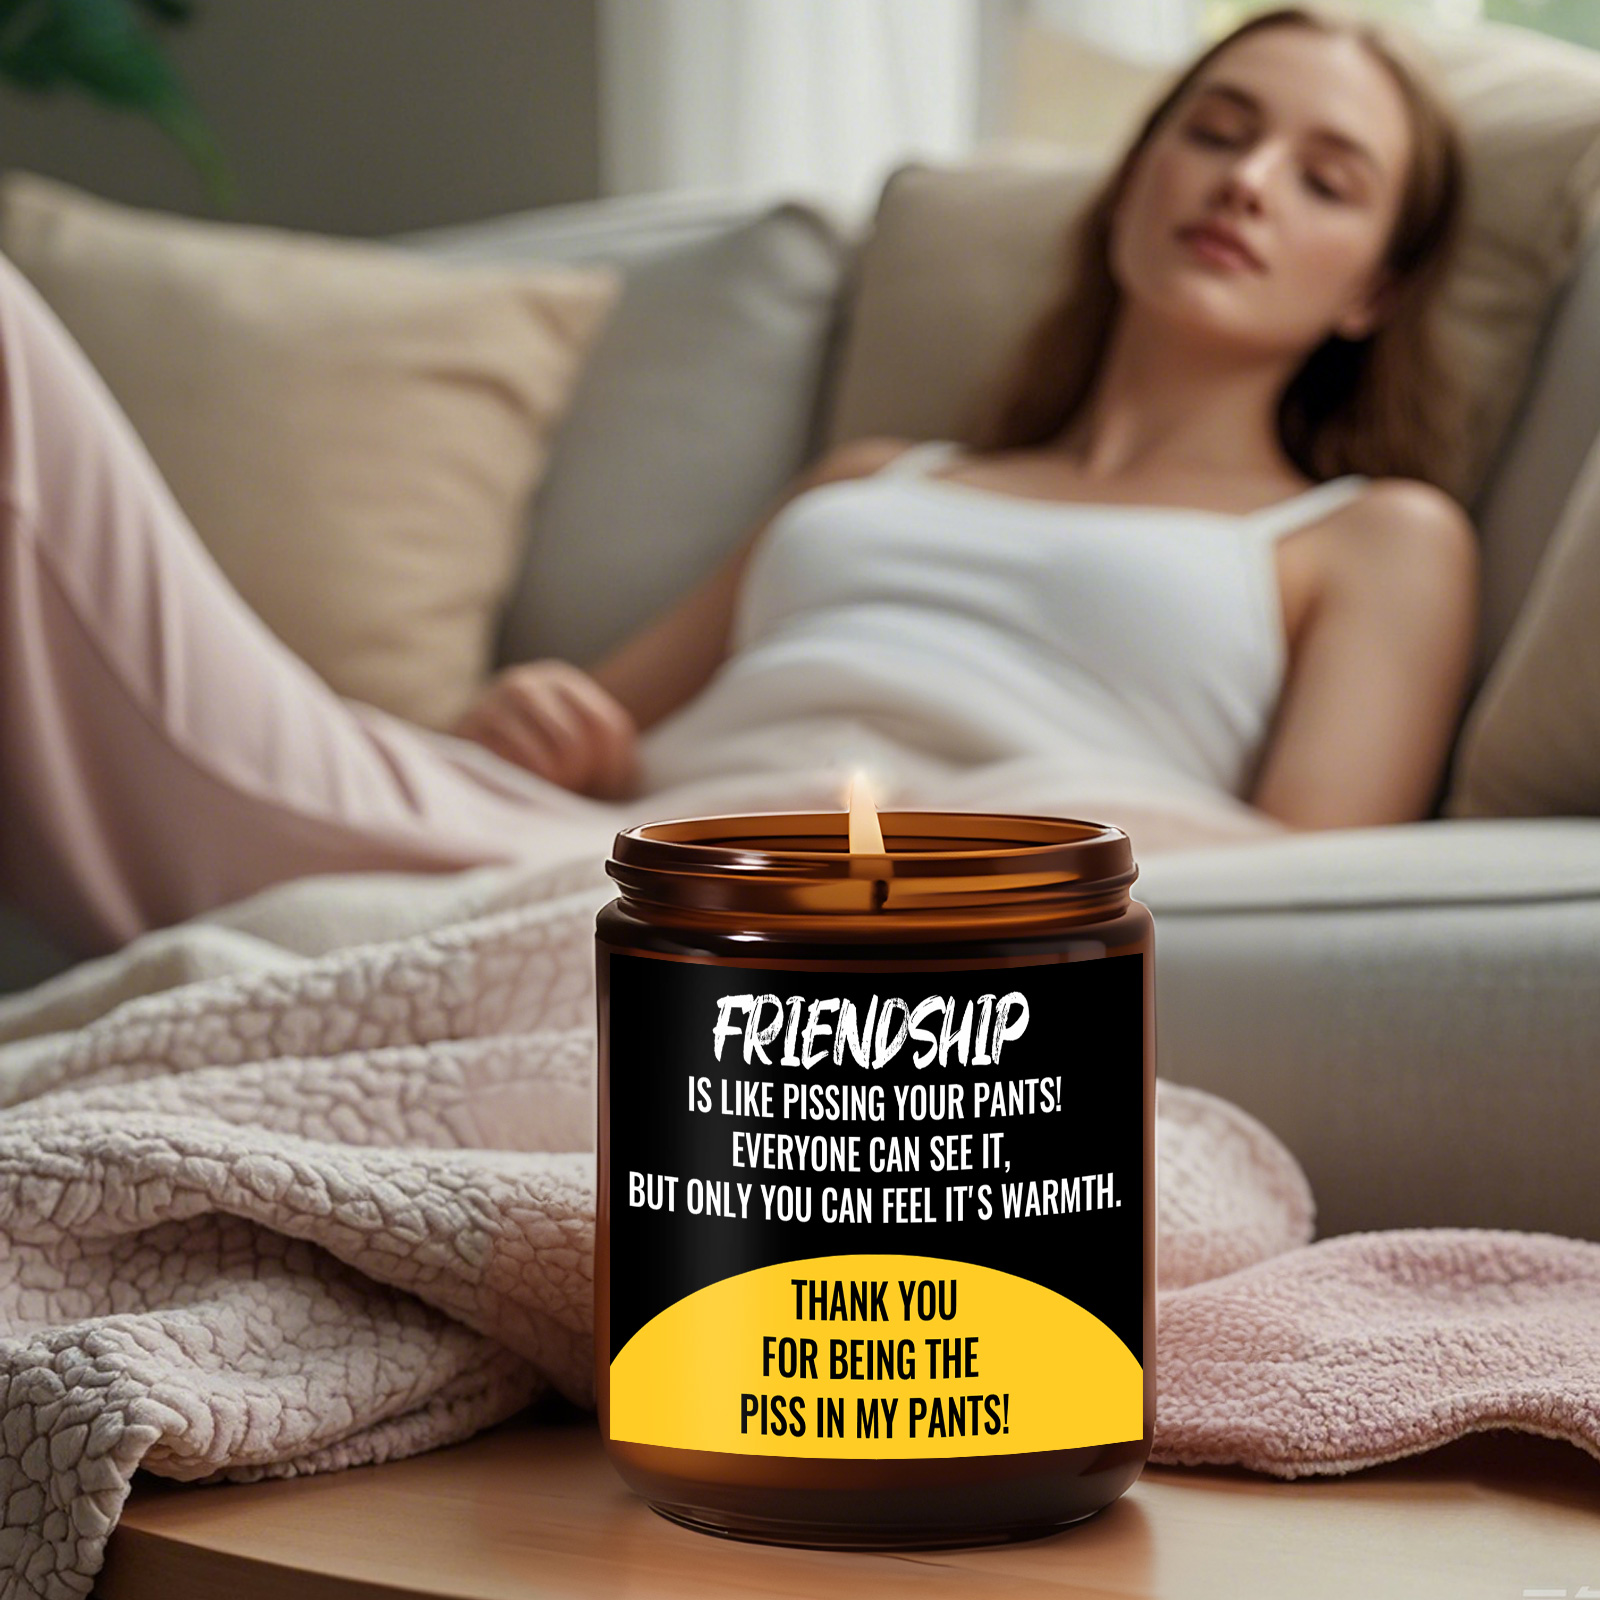 FRIENDSHIP
IS LIKE PISSING YOUR PANTS!
EVERYONE CAN SEE IT,
BUT ONLY YOU CAN FEEL IT'S WARMTH.
THANK YOU
FOR BEING THE
PISS IN MY PANTS!